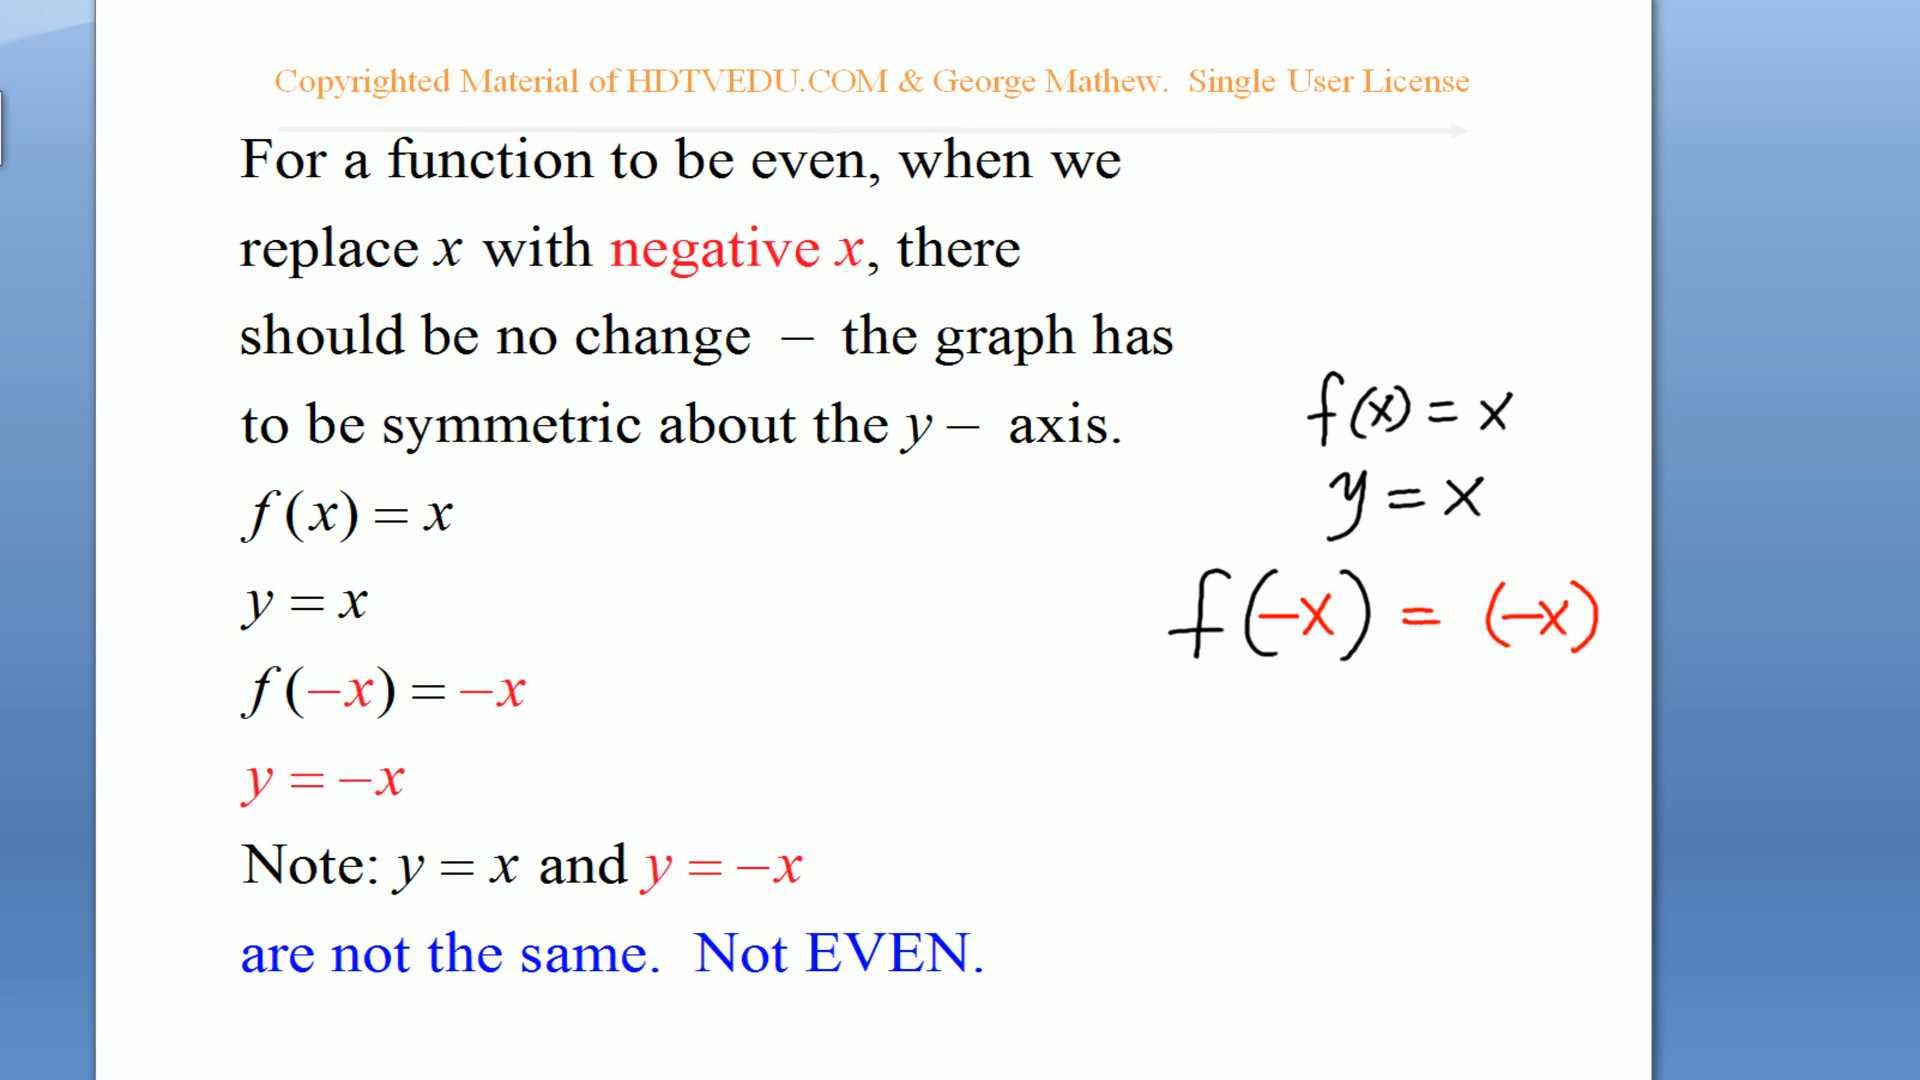 Copyrighted Material of HDTVEDU.COM & George Mathew.  Single User License
For a function to be even, when we
replace x with negative x, there
should be no change – the graph has
to be symmetric about the y – axis.
f(x) = x
y = x
f(−x) = −x
y = −x
Note: y = x and y = −x
are not the same.  Not EVEN.
f(x) = x
y = x
f(−x) = (−x)